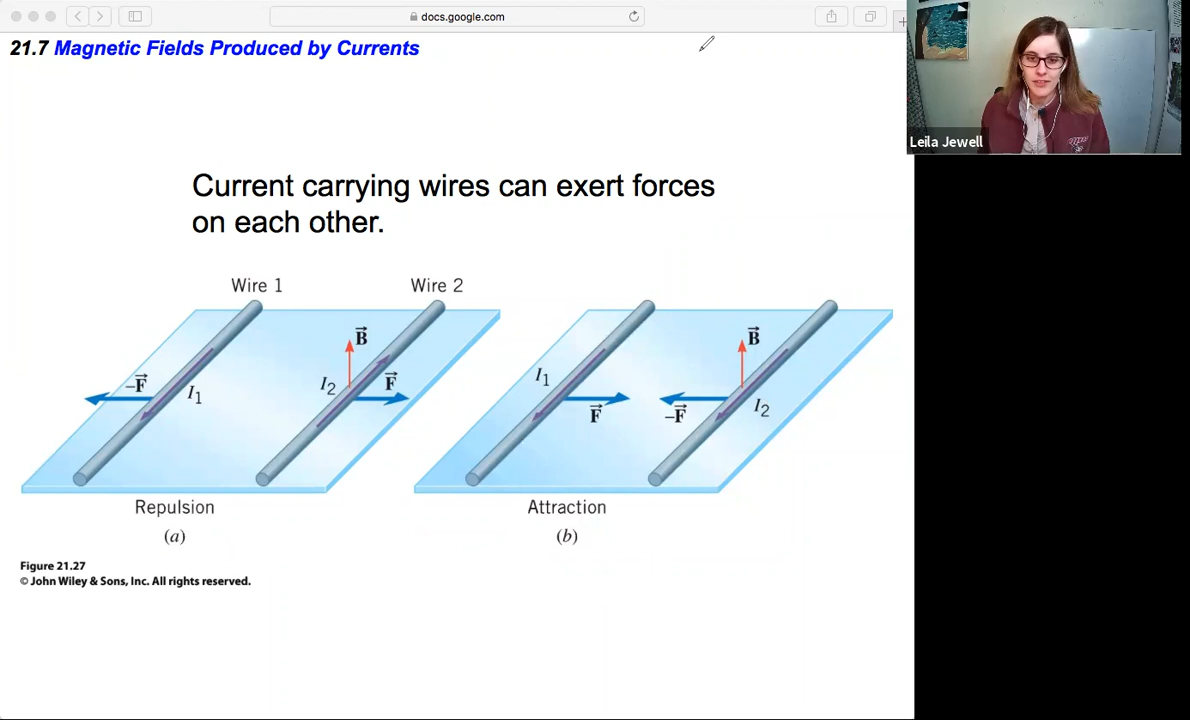 docs.google.com
21.7 Magnetic Fields Produced by Currents
Leila Jewell
Current carrying wires can exert forces
on each other.
Wire 1
Wire 2
B⃗
B⃗
−F⃗
I₁
I₂
F⃗
I₁
F⃗
−F⃗
I₂
Repulsion
Attraction
(a)
(b)
Figure 21.27
© John Wiley & Sons, Inc. All rights reserved.